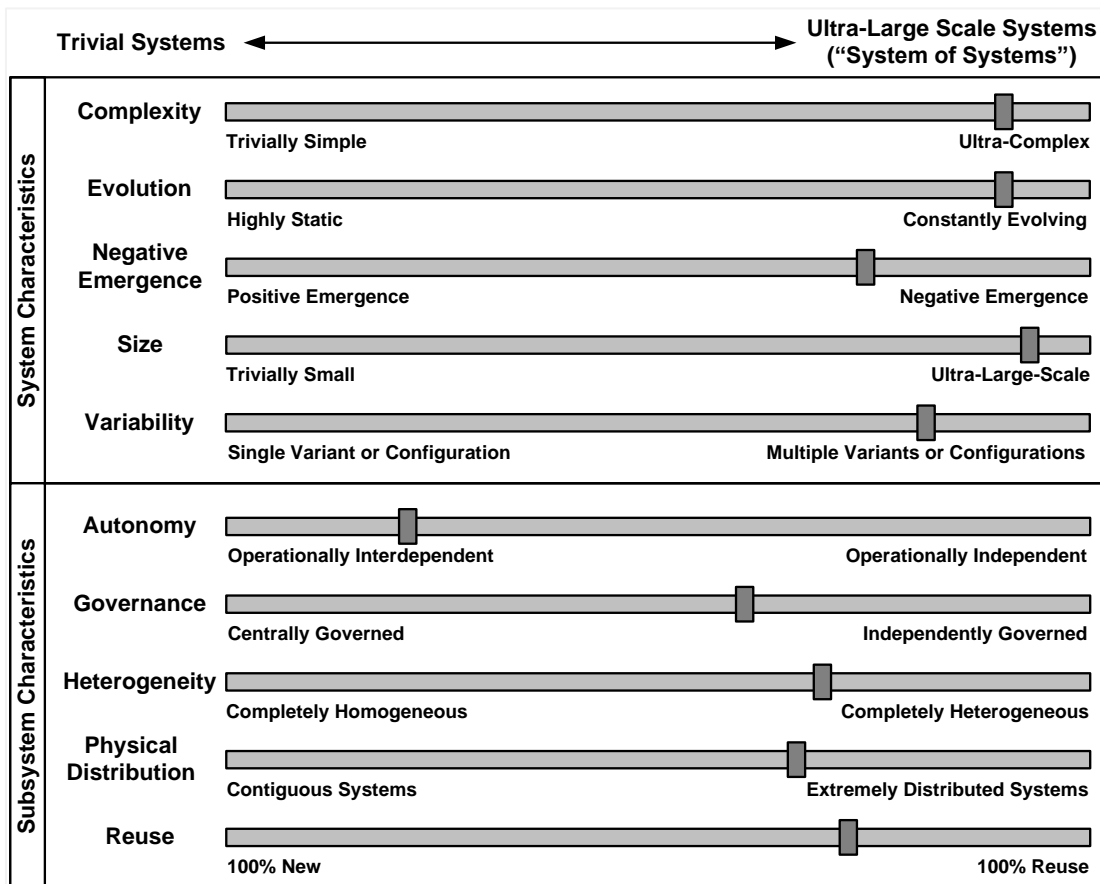 Trivial Systems
Ultra-Large Scale Systems
(“System of Systems”)
System Characteristics
Complexity
Trivially Simple
Ultra-Complex
Evolution
Highly Static
Constantly Evolving
Negative
Emergence
Positive Emergence
Negative Emergence
Size
Trivially Small
Ultra-Large-Scale
Variability
Single Variant or Configuration
Multiple Variants or Configurations
Subsystem Characteristics
Autonomy
Operationally Interdependent
Operationally Independent
Governance
Centrally Governed
Independently Governed
Heterogeneity
Completely Homogeneous
Completely Heterogeneous
Physical
Distribution
Contiguous Systems
Extremely Distributed Systems
Reuse
100% New
100% Reuse